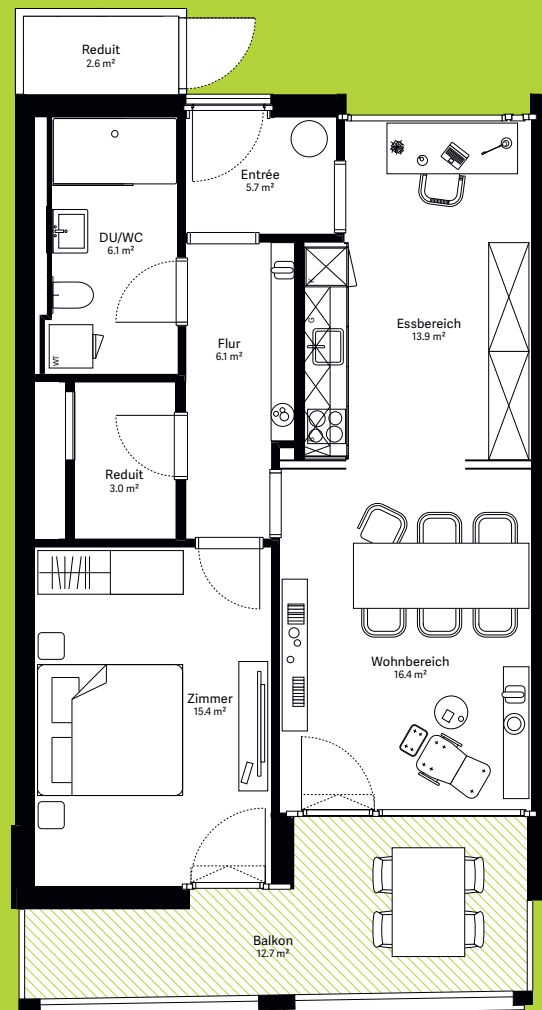 Reduit
2.6 m²
Entrée
5.7 m²
DU/WC
6.1 m²
Essbereich
13.9 m²
Flur
6.1 m²
WT
K
G
Reduit
3.0 m²
Wohnbereich
16.4 m²
Zimmer
15.4 m²
Balkon
12.7 m²